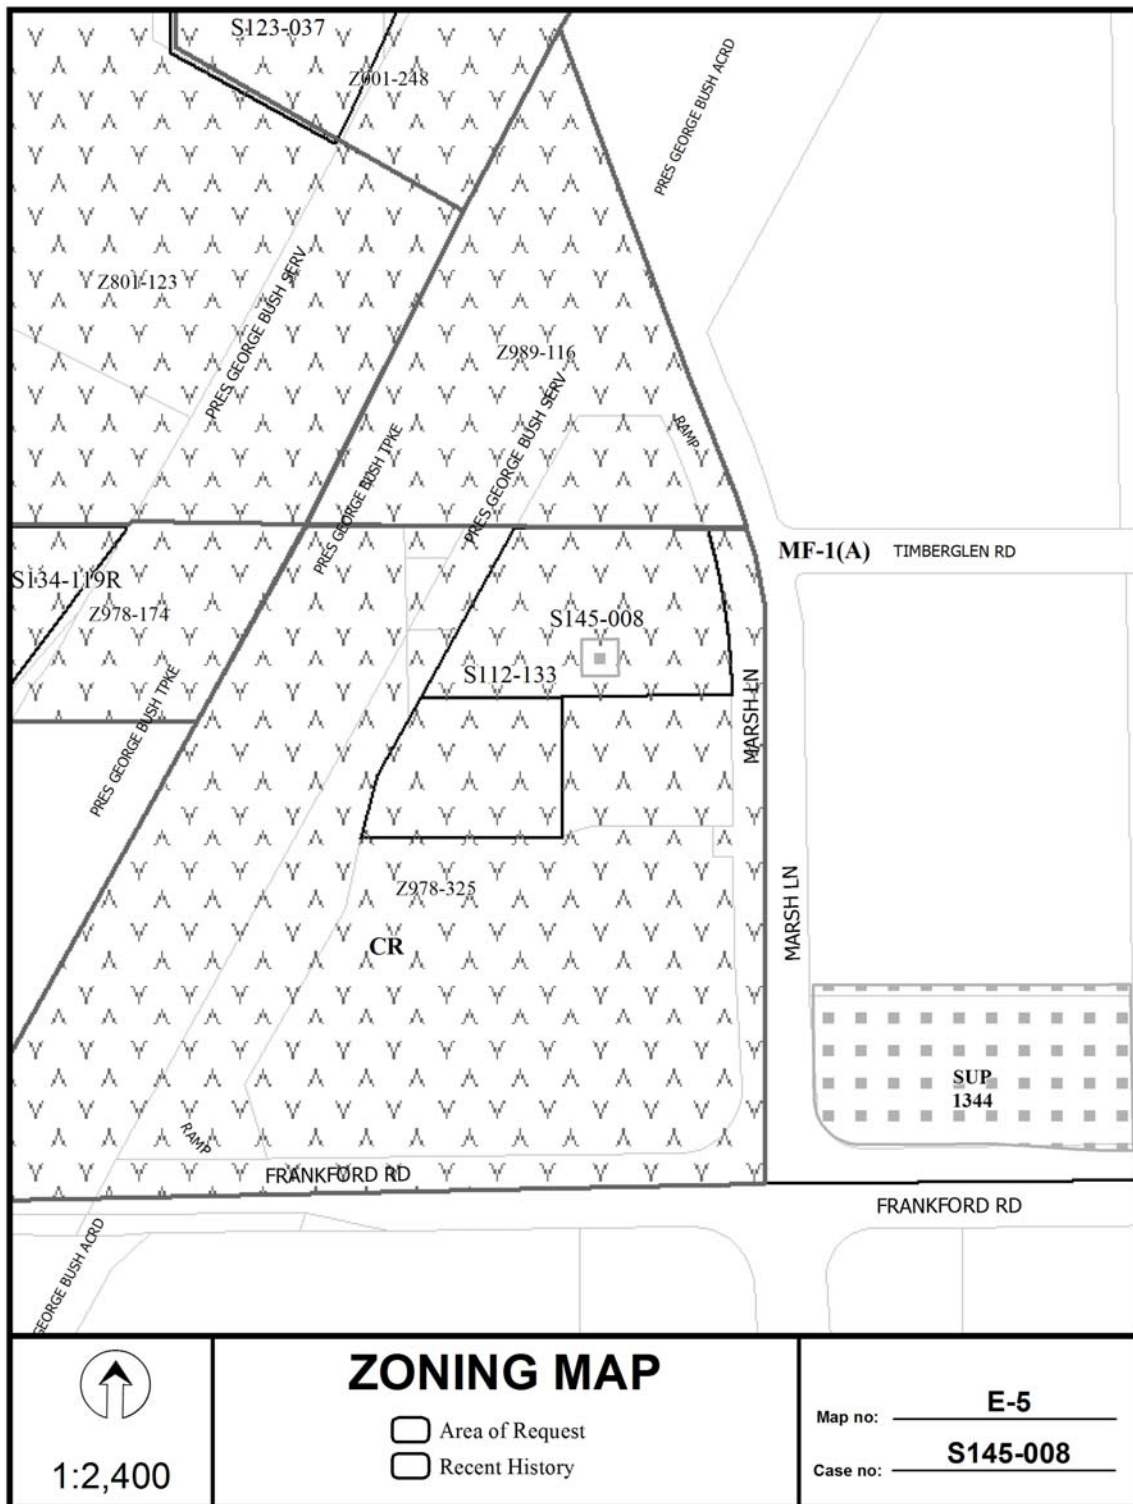 S123-037
Z001-248
PRES GEORGE BUSH ACRD
Z801-123
PRES GEORGE BUSH SERV
Z989-116
PRES GEORGE BUSH SERV
RAMP
PRES GEORGE BUSH TPKE
MF-1(A)
TIMBERGLEN RD
S134-119R
Z978-174
S145-008
S112-133
PRES GEORGE BUSH TPKE
MARSH LN
Z978-325
MARSH LN
CR
SUP
1344
RAMP
FRANKFORD RD
FRANKFORD RD
GEORGE BUSH ACRD
1:2,400
ZONING MAP
Area of Request
Recent History
Map no: E-5
Case no: S145-008